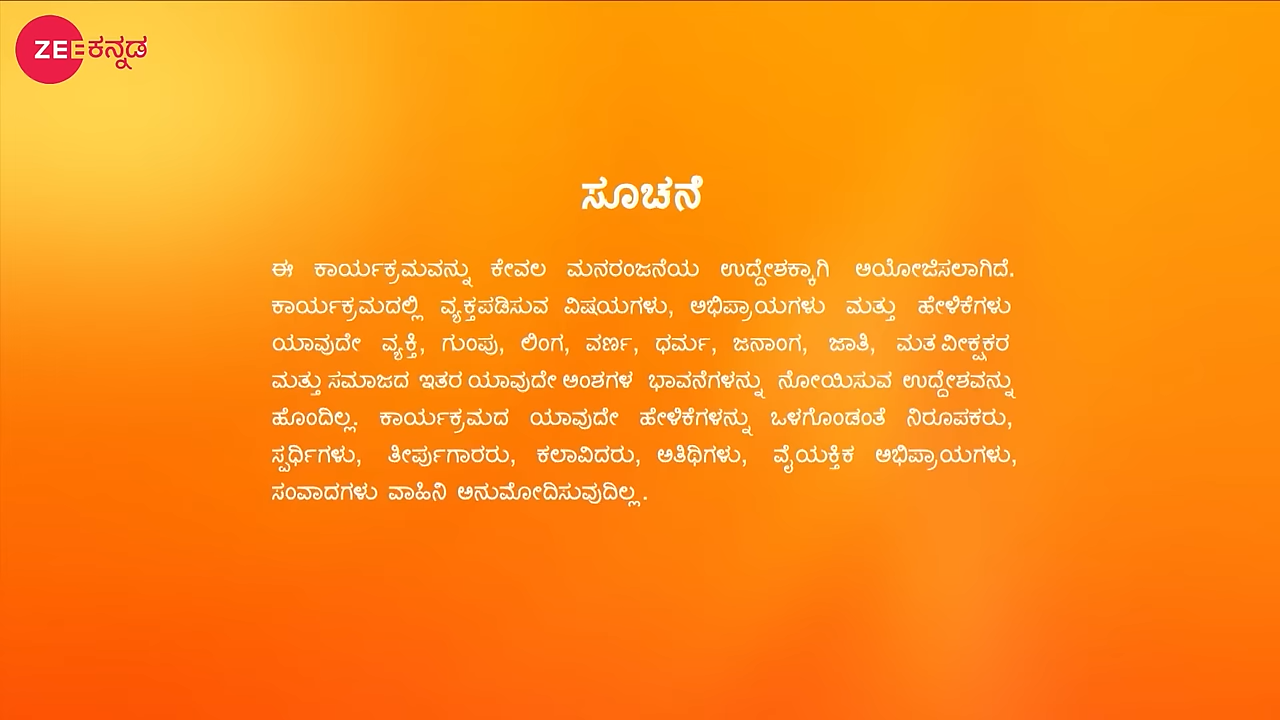 ZEE ಕನ್ನಡ
ಸೂಚನೆ
ಈ ಕಾರ್ಯಕ್ರಮವನ್ನು ಕೇವಲ ಮನರಂಜನೆಯ ಉದ್ದೇಶಕ್ಕಾಗಿ ಅಯೋಜಿಸಲಾಗಿದೆ.
ಕಾರ್ಯಕ್ರಮದಲ್ಲಿ ವ್ಯಕ್ತಪಡಿಸುವ ವಿಷಯಗಳು, ಅಭಿಪ್ರಾಯಗಳು ಮತ್ತು ಹೇಳಿಕೆಗಳು
ಯಾವುದೇ ವ್ಯಕ್ತಿ, ಗುಂಪು, ಲಿಂಗ, ವರ್ಣ, ಧರ್ಮ, ಜನಾಂಗ, ಜಾತಿ, ಮತ ವೀಕ್ಷಕರ
ಮತ್ತು ಸಮಾಜದ ಇತರ ಯಾವುದೇ ಅಂಶಗಳ ಭಾವನೆಗಳನ್ನು ನೋಯಿಸುವ ಉದ್ದೇಶವನ್ನು
ಹೊಂದಿಲ್ಲ. ಕಾರ್ಯಕ್ರಮದ ಯಾವುದೇ ಹೇಳಿಕೆಗಳನ್ನು ಒಳಗೊಂಡಂತೆ ನಿರೂಪಕರು,
ಸ್ಪರ್ಧಿಗಳು, ತೀರ್ಪುಗಾರರು, ಕಲಾವಿದರು, ಅತಿಥಿಗಳು, ವೈಯಕ್ತಿಕ ಅಭಿಪ್ರಾಯಗಳು,
ಸಂವಾದಗಳು ವಾಹಿನಿ ಅನುಮೋದಿಸುವುದಿಲ್ಲ.